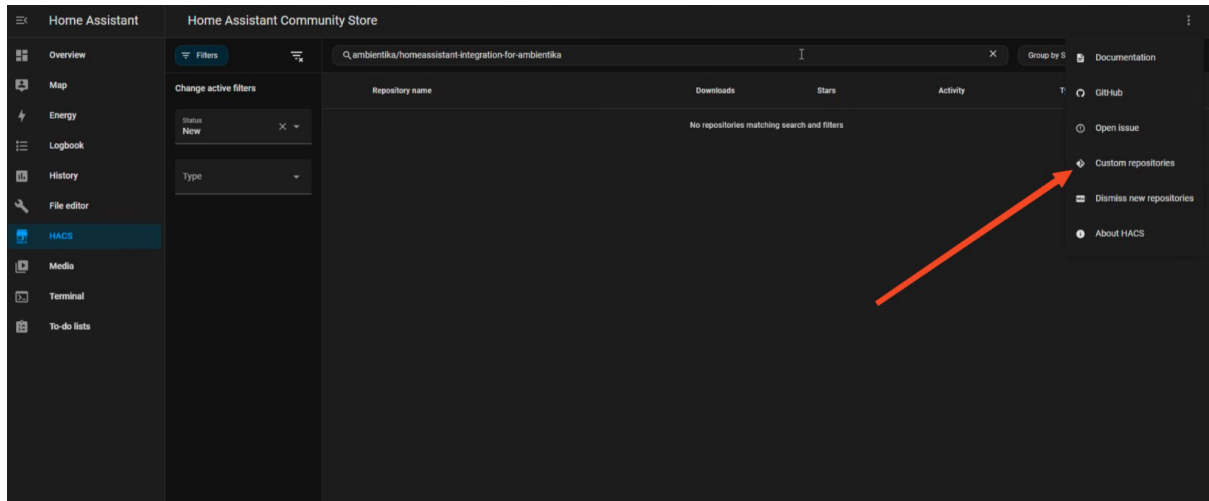 Home Assistant
Home Assistant Community Store
Overview
Map
Energy
Logbook
History
File editor
HACS
Media
Terminal
To-do lists
Filters
Change active filters
Status
New
Type
ambientika/homeassistant-integration-for-ambientika
Group by S
Repository name
Downloads
Stars
Activity
T
No repositories matching search and filters
Documentation
GitHub
Open issue
Custom repositories
Dismiss new repositories
About HACS